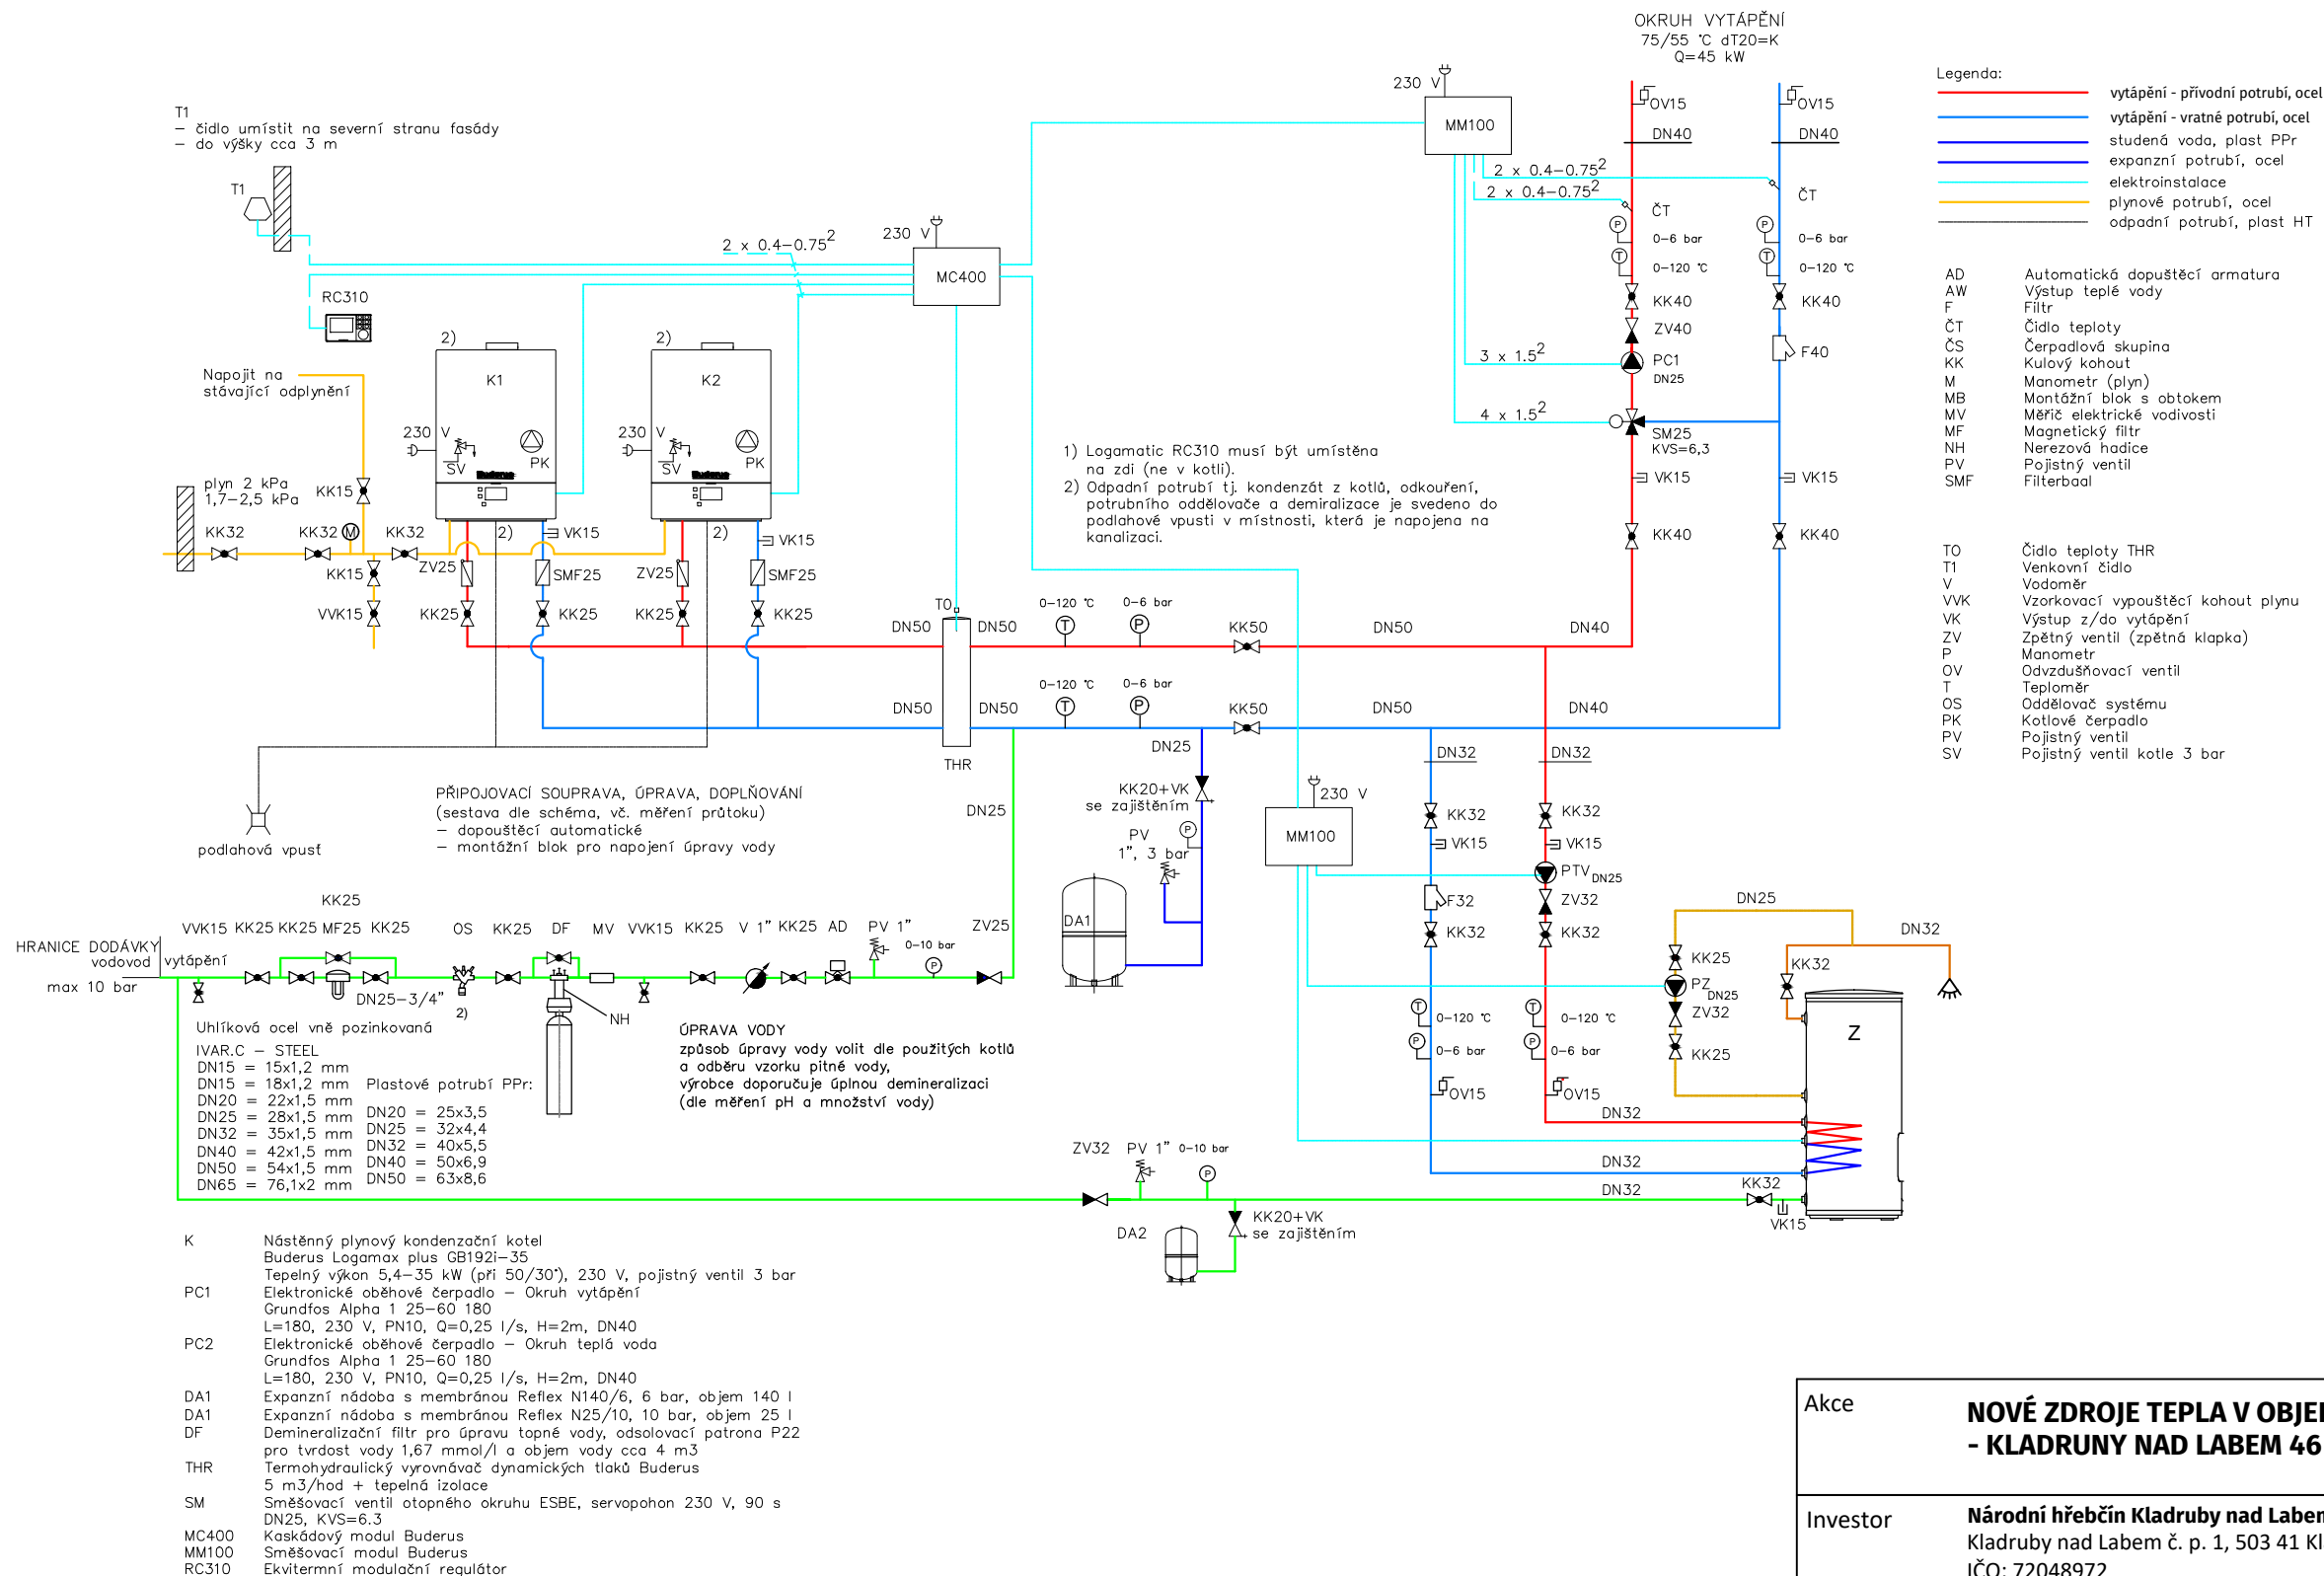 OKRUH VYTÁPĚNÍ
75/55 °C dT20=K
Q=45 kW
230 V
MM100
OV15
OV15
DN40
DN40
2 x 0.4-0.75²
2 x 0.4-0.75²
ČT
ČT
P
0-6 bar
P
0-6 bar
T
0-120 °C
T
0-120 °C
KK40
KK40
ZV40
PC1
DN25
F40
3 x 1.5²
4 x 1.5²
SM25
KVS=6,3
VK15
VK15
KK40
KK40
Legenda:
vytápění - přívodní potrubí, ocel
vytápění - vratné potrubí, ocel
studená voda, plast PPr
expanzní potrubí, ocel
elektroinstalace
plynové potrubí, ocel
odpadní potrubí, plast HT
AD Automatická dopuštěcí armatura
AW Výstup teplé vody
F Filtr
ČT Čidlo teploty
ČS Čerpadlová skupina
KK Kulový kohout
M Manometr (plyn)
MB Montážní blok s obtokem
MV Měřič elektrické vodivosti
MF Magnetický filtr
NH Nerezová hadice
PV Pojistný ventil
SMF Filterbaal
TO Čidlo teploty THR
T1 Venkovní čidlo
V Vodoměr
VVK Vzorkovací vypouštěcí kohout plynu
VK Výstup z/do vytápění
ZV Zpětný ventil (zpětná klapka)
P Manometr
OV Odvzdušňovací ventil
T Teploměr
OS Oddělovač systému
PK Kotlové čerpadlo
PV Pojistný ventil
SV Pojistný ventil kotle 3 bar
T1
– čidlo umístit na severní stranu fasády
– do výšky cca 3 m
T1
RC310
2 x 0.4-0.75²
230 V
MC400
Napojit na
stávající odplynění
2)
K1
230 V
SV
PK
Buderus
2)
K2
230 V
SV
PK
Buderus
plyn 2 kPa
1,7-2,5 kPa
KK15
KK32
KK32
M
KK32
KK15
VVK15
2)
VK15
2)
VK15
ZV25
SMF25
ZV25
SMF25
KK25
KK25
KK25
KK25
1) Logamatic RC310 musí být umístěna
na zdi (ne v kotli).
2) Odpadní potrubí tj. kondenzát z kotlů, odkouření,
potrubního oddělovače a demiralizace je svedeno do
podlahové vpusti v místnosti, která je napojena na
kanalizaci.
T0
DN50
DN50
0-120 °C
T
0-6 bar
P
KK50
DN50
DN40
DN50
DN50
0-120 °C
T
0-6 bar
P
KK50
DN50
DN40
THR
DN25
DN25
DN32
DN32
podlahová vpusť
PŘIPOJOVACÍ SOUPRAVA, ÚPRAVA, DOPLŇOVÁNÍ
(sestava dle schéma, vč. měření průtoku)
– dopouštěcí automatické
– montážní blok pro napojení úpravy vody
KK20+VK
se zajištěním
P
PV
1", 3 bar
DA1
230 V
MM100
KK32
KK32
VK15
VK15
PTV
DN25
F32
ZV32
KK32
KK32
T
0-120 °C
T
0-120 °C
P
0-6 bar
P
0-6 bar
OV15
OV15
DN25
DN32
KK25
KK32
PZ
DN25
ZV32
KK25
Z
DN32
DN32
DN32
KK32
VK15
HRANICE DODÁVKY
vodovod
vytápění
max 10 bar
KK25
VVK15
KK25
KK25
MF25
KK25
OS
KK25
DF
MV
VVK15
KK25
V 1"
KK25
AD
PV 1"
0-10 bar
P
ZV25
DN25-3/4"
2)
NH
Uhlíková ocel vně pozinkovaná
IVAR.C – STEEL
DN15 = 15x1,2 mm
DN15 = 18x1,2 mm
DN20 = 22x1,5 mm
DN25 = 28x1,5 mm
DN32 = 35x1,5 mm
DN40 = 42x1,5 mm
DN50 = 54x1,5 mm
DN65 = 76,1x2 mm
Plastové potrubí PPr:
DN20 = 25x3,5
DN25 = 32x4,4
DN32 = 40x5,5
DN40 = 50x6,9
DN50 = 63x8,6
ÚPRAVA VODY
způsob úpravy vody volit dle použitých kotlů
a odběru vzorku pitné vody,
výrobce doporučuje úplnou demineralizaci
(dle měření pH a množství vody)
ZV32
PV 1"
0-10 bar
P
DA2
KK20+VK
se zajištěním
K Nástěnný plynový kondenzační kotel
Buderus Logamax plus GB192i-35
Tepelný výkon 5,4-35 kW (při 50/30°), 230 V, pojistný ventil 3 bar
PC1 Elektronické oběhové čerpadlo – Okruh vytápění
Grundfos Alpha 1 25-60 180
L=180, 230 V, PN10, Q=0,25 l/s, H=2m, DN40
PC2 Elektronické oběhové čerpadlo – Okruh teplá voda
Grundfos Alpha 1 25-60 180
L=180, 230 V, PN10, Q=0,25 l/s, H=2m, DN40
DA1 Expanzní nádoba s membránou Reflex N140/6, 6 bar, objem 140 l
DA1 Expanzní nádoba s membránou Reflex N25/10, 10 bar, objem 25 l
DF Demineralizační filtr pro úpravu topné vody, odsolovací patrona P22
pro tvrdost vody 1,67 mmol/l a objem vody cca 4 m3
THR Termohydraulický vyrovnávač dynamických tlaků Buderus
5 m3/hod + tepelná izolace
SM Směšovací ventil otopného okruhu ESBE, servopohon 230 V, 90 s
DN25, KVS=6.3
MC400 Kaskádový modul Buderus
MM100 Směšovací modul Buderus
RC310 Ekvitermní modulační regulátor
Akce
NOVÉ ZDROJE TEPLA V OBJE
- KLADRUNY NAD LABEM 46
Investor
Národní hřebčín Kladruby nad Labem
Kladruby nad Labem č. p. 1, 503 41 Kl
IČO: 72048972